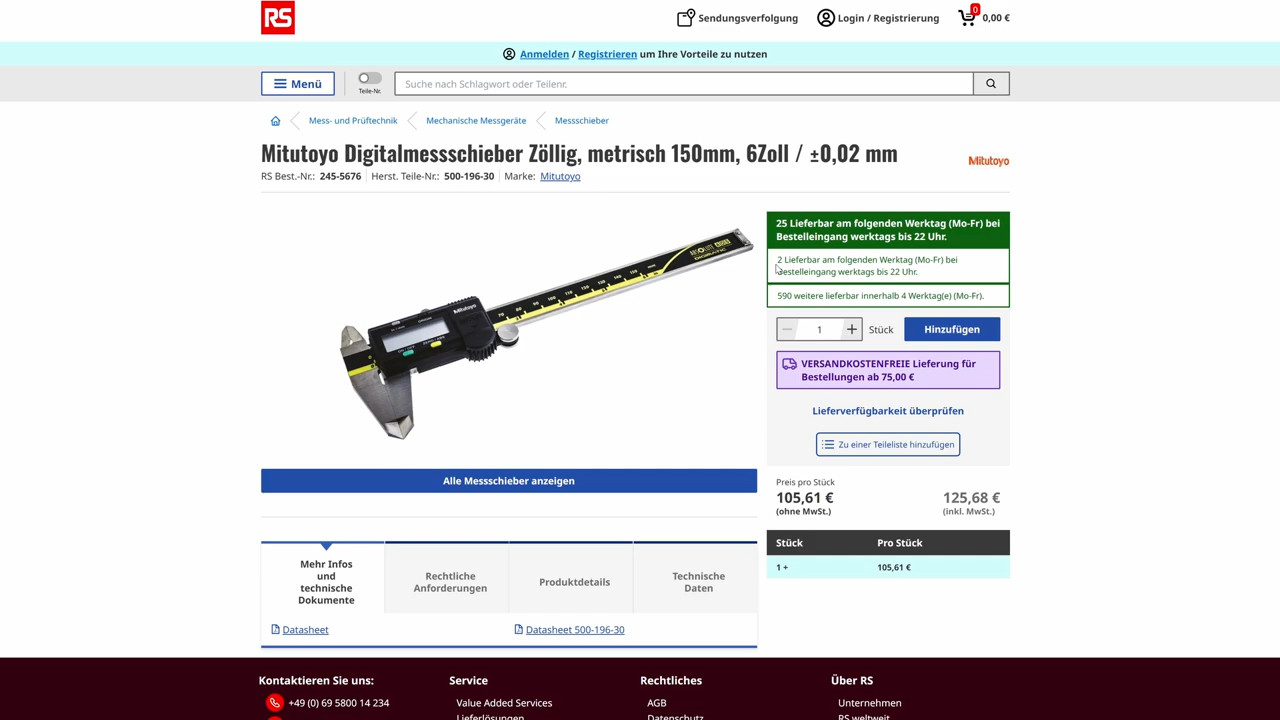 RS
Sendungsverfolgung
Login / Registrierung
0
0,00 €
Anmelden / Registrieren um Ihre Vorteile zu nutzen
Menü
Teile-Nr.
Suche nach Schlagwort oder Teilenr.
Mess- und Prüftechnik
Mechanische Messgeräte
Messschieber
Mitutoyo Digitalmessschieber Zöllig, metrisch 150mm, 6Zoll / ±0,02 mm
Mitutoyo
RS Best.-Nr.: 245-5676
Herst. Teile-Nr.: 500-196-30
Marke: Mitutoyo
25 Lieferbar am folgenden Werktag (Mo-Fr) bei
Bestelleingang werktags bis 22 Uhr.
2 Lieferbar am folgenden Werktag (Mo-Fr) bei
Bestelleingang werktags bis 22 Uhr.
590 weitere lieferbar innerhalb 4 Werktag(e) (Mo-Fr).
1
Stück
Hinzufügen
VERSANDKOSTENFREIE Lieferung für
Bestellungen ab 75,00 €
Lieferverfügbarkeit überprüfen
Zu einer Teileliste hinzufügen
Mitutoyo
ABSOLUTE
DIGIMATIC
Alle Messschieber anzeigen
Preis pro Stück
105,61 €
(ohne MwSt.)
125,68 €
(inkl. MwSt.)
Stück
Pro Stück
1 +
105,61 €
Mehr Infos
und
technische
Dokumente
Rechtliche
Anforderungen
Produktdetails
Technische
Daten
Datasheet
Datasheet 500-196-30
Kontaktieren Sie uns:
Service
Rechtliches
Über RS
+49 (0) 69 5800 14 234
Value Added Services
AGB
Unternehmen
Lieferlösungen
Datenschutz
RS weltweit